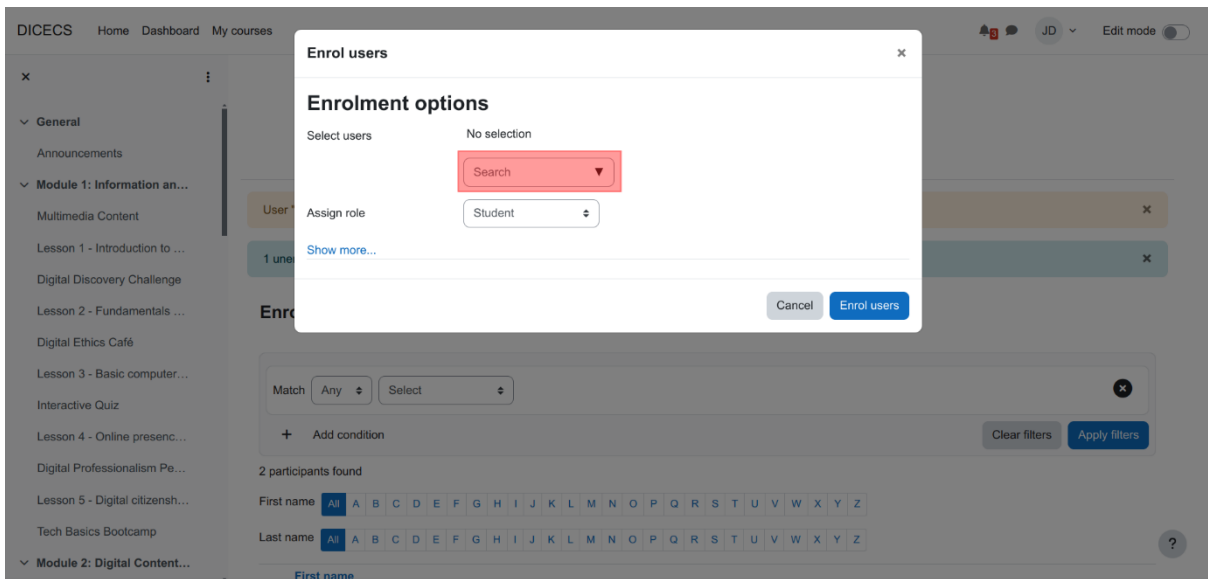 DICECS Home Dashboard My courses
3 JD Edit mode
Enrol users
Enrolment options
Select users No selection
Search
Assign role Student
Show more...
Cancel Enrol users
General
Announcements
Module 1: Information an...
Multimedia Content
Lesson 1 - Introduction to ...
Digital Discovery Challenge
Lesson 2 - Fundamentals ...
Digital Ethics Café
Lesson 3 - Basic computer...
Interactive Quiz
Lesson 4 - Online presenc...
Digital Professionalism Pe...
Lesson 5 - Digital citizensh...
Tech Basics Bootcamp
Module 2: Digital Content...
User
1
Match Any Select
+ Add condition
Clear filters Apply filters
2 participants found
First name All A B C D E F G H I J K L M N O P Q R S T U V W X Y Z
Last name All A B C D E F G H I J K L M N O P Q R S T U V W X Y Z
First name
?